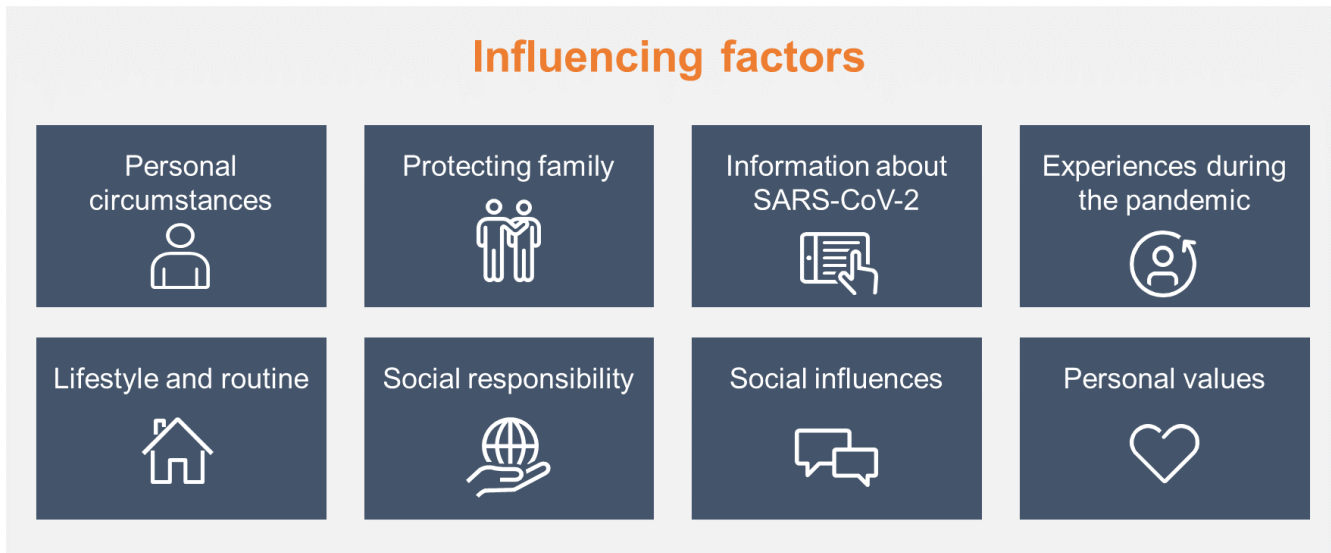 Influencing factors
Personal
circumstances
Protecting family
Information about
SARS-CoV-2
Experiences during
the pandemic
Lifestyle and routine
Social responsibility
Social influences
Personal values